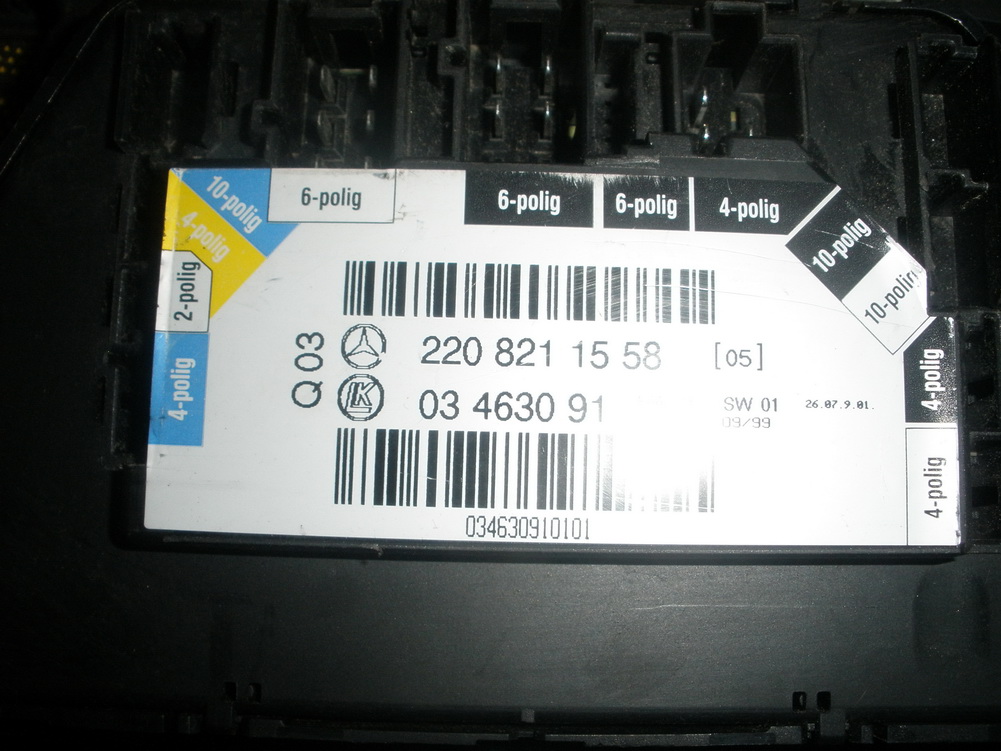 10-polig
6-polig
6-polig
6-polig
4-polig
4-polig
10-polig
2-polig
10-polig
4-polig
Q 03
220 821 15 58 [05]
4-polig
LK
03 4630 91 SW 01 26.07.9.01.
09/99
4-polig
034630910101